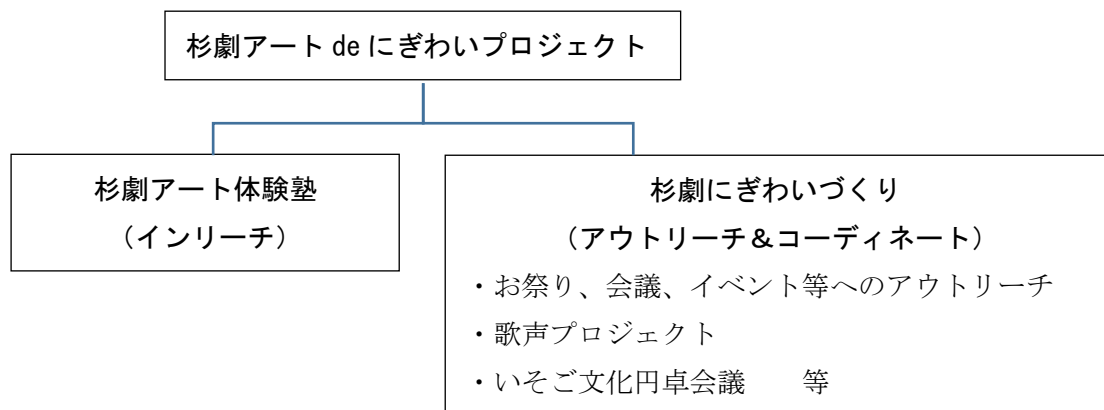 杉劇アート de にぎわいプロジェクト
杉劇アート体験塾
（インリーチ）
杉劇にぎわいづくり
（アウトリーチ＆コーディネート）
・お祭り、会議、イベント等へのアウトリーチ
・歌声プロジェクト
・いそご文化円卓会議　　等